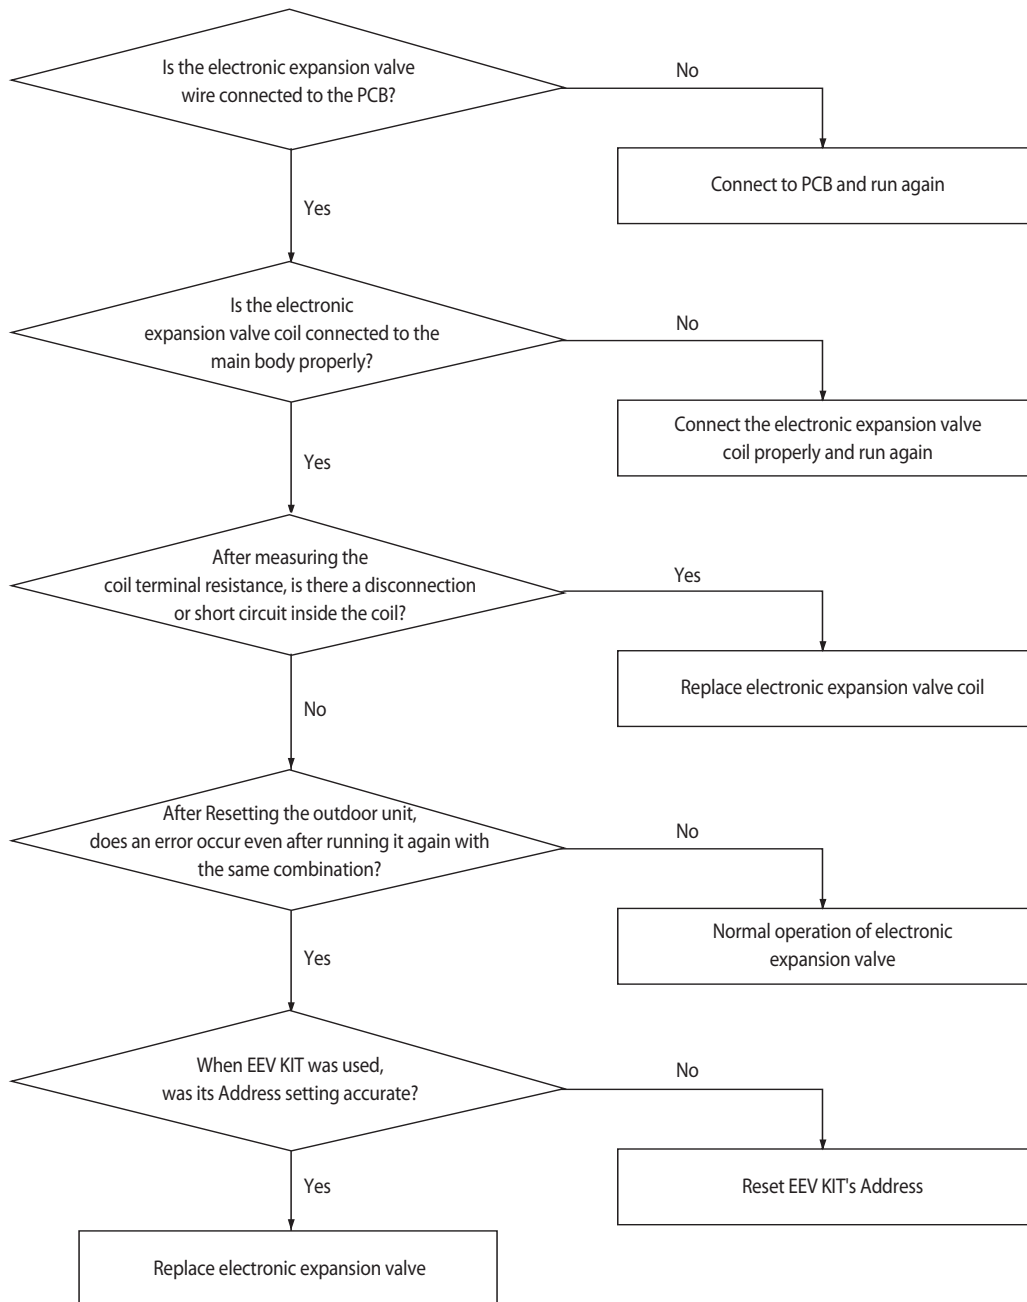 Is the electronic expansion valve
wire connected to the PCB?
No
Connect to PCB and run again
Yes
Is the electronic
expansion valve coil connected to the
main body properly?
No
Connect the electronic expansion valve
coil properly and run again
Yes
After measuring the
coil terminal resistance, is there a disconnection
or short circuit inside the coil?
Yes
Replace electronic expansion valve coil
No
After Resetting the outdoor unit,
does an error occur even after running it again with
the same combination?
No
Normal operation of electronic
expansion valve
Yes
When EEV KIT was used,
was its Address setting accurate?
No
Reset EEV KIT's Address
Yes
Replace electronic expansion valve